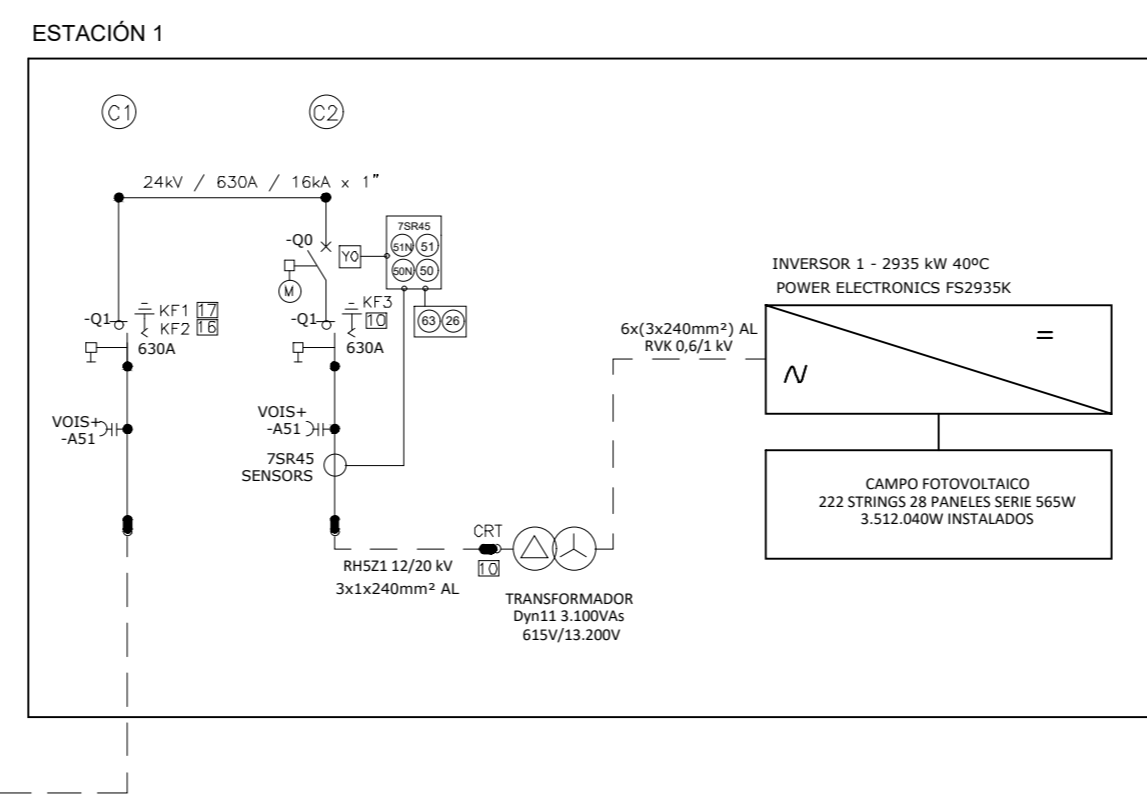 ESTACIÓN 1
C1
C2
24kV / 630A / 16kA x 1"
-Q0
M
Y0
7SR45
51N 51
50N 50
63 26
-Q1
KF1 17
KF2 16
630A
-Q1
KF3
10
630A
VOIS+
-A51
VOIS+
-A51
7SR45
SENSORS
RH5Z1 12/20 kV
3x1x240mm² AL
CRT
10
TRANSFORMADOR
Dyn11 3.100VAs
615V/13.200V
6x(3x240mm²) AL
RVK 0,6/1 kV
INVERSOR 1 - 2935 kW 40ºC
POWER ELECTRONICS FS2935K
=
CAMPO FOTOVOLTAICO
222 STRINGS 28 PANELES SERIE 565W
3.512.040W INSTALADOS